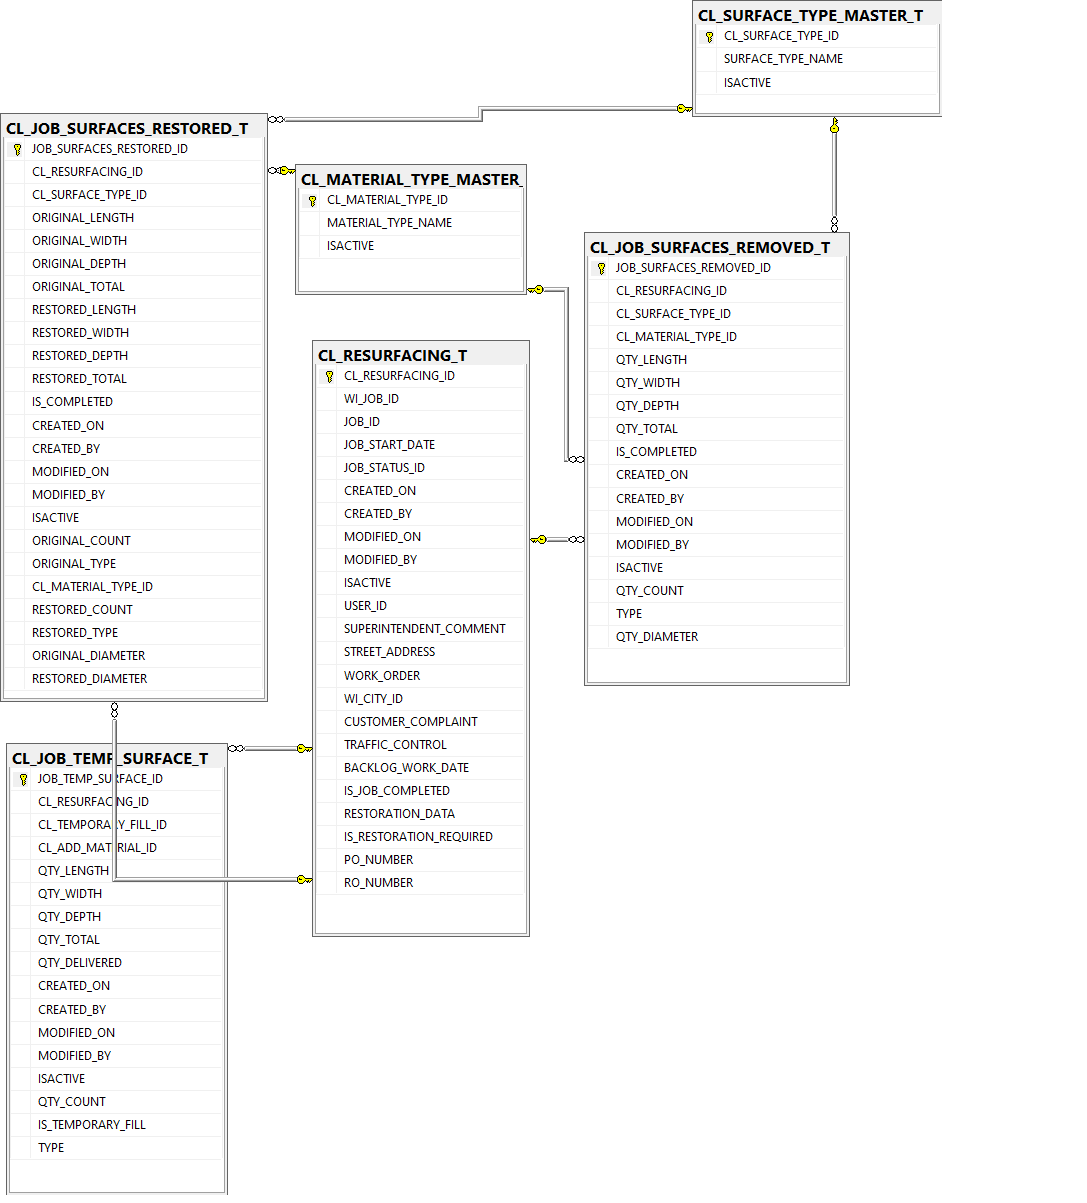 CL_SURFACE_TYPE_MASTER_T
CL_SURFACE_TYPE_ID
SURFACE_TYPE_NAME
ISACTIVE
CL_JOB_SURFACES_RESTORED_T
JOB_SURFACES_RESTORED_ID
CL_RESURFACING_ID
CL_SURFACE_TYPE_ID
ORIGINAL_LENGTH
ORIGINAL_WIDTH
ORIGINAL_DEPTH
ORIGINAL_TOTAL
RESTORED_LENGTH
RESTORED_WIDTH
RESTORED_DEPTH
RESTORED_TOTAL
IS_COMPLETED
CREATED_ON
CREATED_BY
MODIFIED_ON
MODIFIED_BY
ISACTIVE
ORIGINAL_COUNT
ORIGINAL_TYPE
CL_MATERIAL_TYPE_ID
RESTORED_COUNT
RESTORED_TYPE
ORIGINAL_DIAMETER
RESTORED_DIAMETER
CL_MATERIAL_TYPE_MASTER_
CL_MATERIAL_TYPE_ID
MATERIAL_TYPE_NAME
ISACTIVE
CL_JOB_SURFACES_REMOVED_T
JOB_SURFACES_REMOVED_ID
CL_RESURFACING_ID
CL_SURFACE_TYPE_ID
CL_MATERIAL_TYPE_ID
QTY_LENGTH
QTY_WIDTH
QTY_DEPTH
QTY_TOTAL
IS_COMPLETED
CREATED_ON
CREATED_BY
MODIFIED_ON
MODIFIED_BY
ISACTIVE
QTY_COUNT
TYPE
QTY_DIAMETER
CL_RESURFACING_T
CL_RESURFACING_ID
WI_JOB_ID
JOB_ID
JOB_START_DATE
JOB_STATUS_ID
CREATED_ON
CREATED_BY
MODIFIED_ON
MODIFIED_BY
ISACTIVE
USER_ID
SUPERINTENDENT_COMMENT
STREET_ADDRESS
WORK_ORDER
WI_CITY_ID
CUSTOMER_COMPLAINT
TRAFFIC_CONTROL
BACKLOG_WORK_DATE
IS_JOB_COMPLETED
RESTORATION_DATA
IS_RESTORATION_REQUIRED
PO_NUMBER
RO_NUMBER
CL_JOB_TEMP_SURFACE_T
JOB_TEMP_SURFACE_ID
CL_RESURFACING_ID
CL_TEMPORARY_FILL_ID
CL_ADD_MATERIAL_ID
QTY_LENGTH
QTY_WIDTH
QTY_DEPTH
QTY_TOTAL
QTY_DELIVERED
CREATED_ON
CREATED_BY
MODIFIED_ON
MODIFIED_BY
ISACTIVE
QTY_COUNT
IS_TEMPORARY_FILL
TYPE